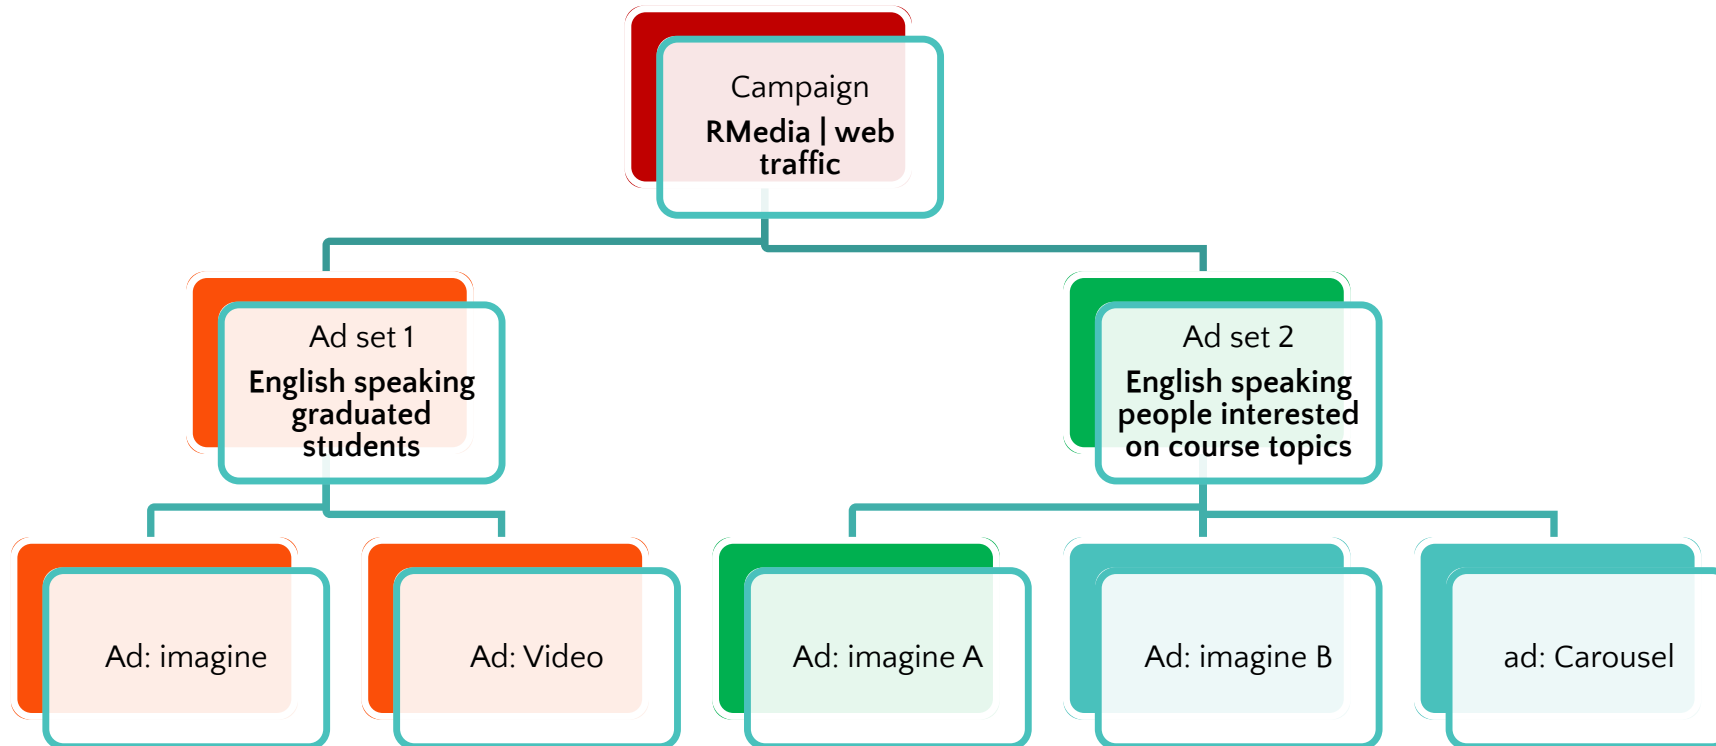 Campaign
RMedia | web
traffic
Ad set 1
English speaking
graduated
students
Ad set 2
English speaking
people interested
on course topics
Ad: imagine
Ad: Video
Ad: imagine A
Ad: imagine B
ad: Carousel